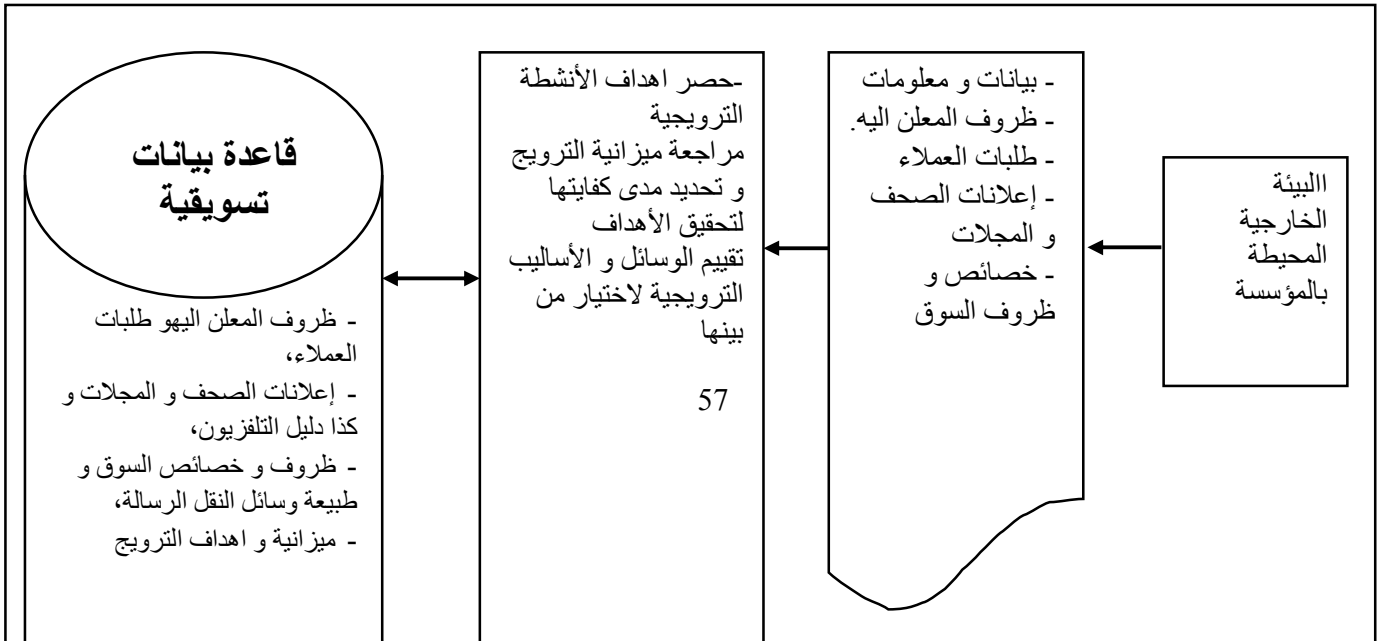 االبيئة
الخارجية
المحيطة
بالمؤسسة
- بيانات و معلومات
- ظروف المعلن اليه.
- طلبات العملاء
- إعلانات الصحف
و المجلات
- خصائص و
ظروف السوق
-حصر اهداف الأنشطة
الترويجية
مراجعة ميزانية الترويج
و تحديد مدى كفايتها
لتحقيق الأهداف
تقييم الوسائل و الأساليب
الترويجية لاختيار من
بينها
57
قاعدة بيانات
تسويقية
- ظروف المعلن اليهو طلبات
العملاء،
- إعلانات الصحف و المجلات و
كذا دليل التلفزيون،
- ظروف و خصائص السوق و
طبيعة وسائل النقل الرسالة،
- ميزانية و اهداف الترويج